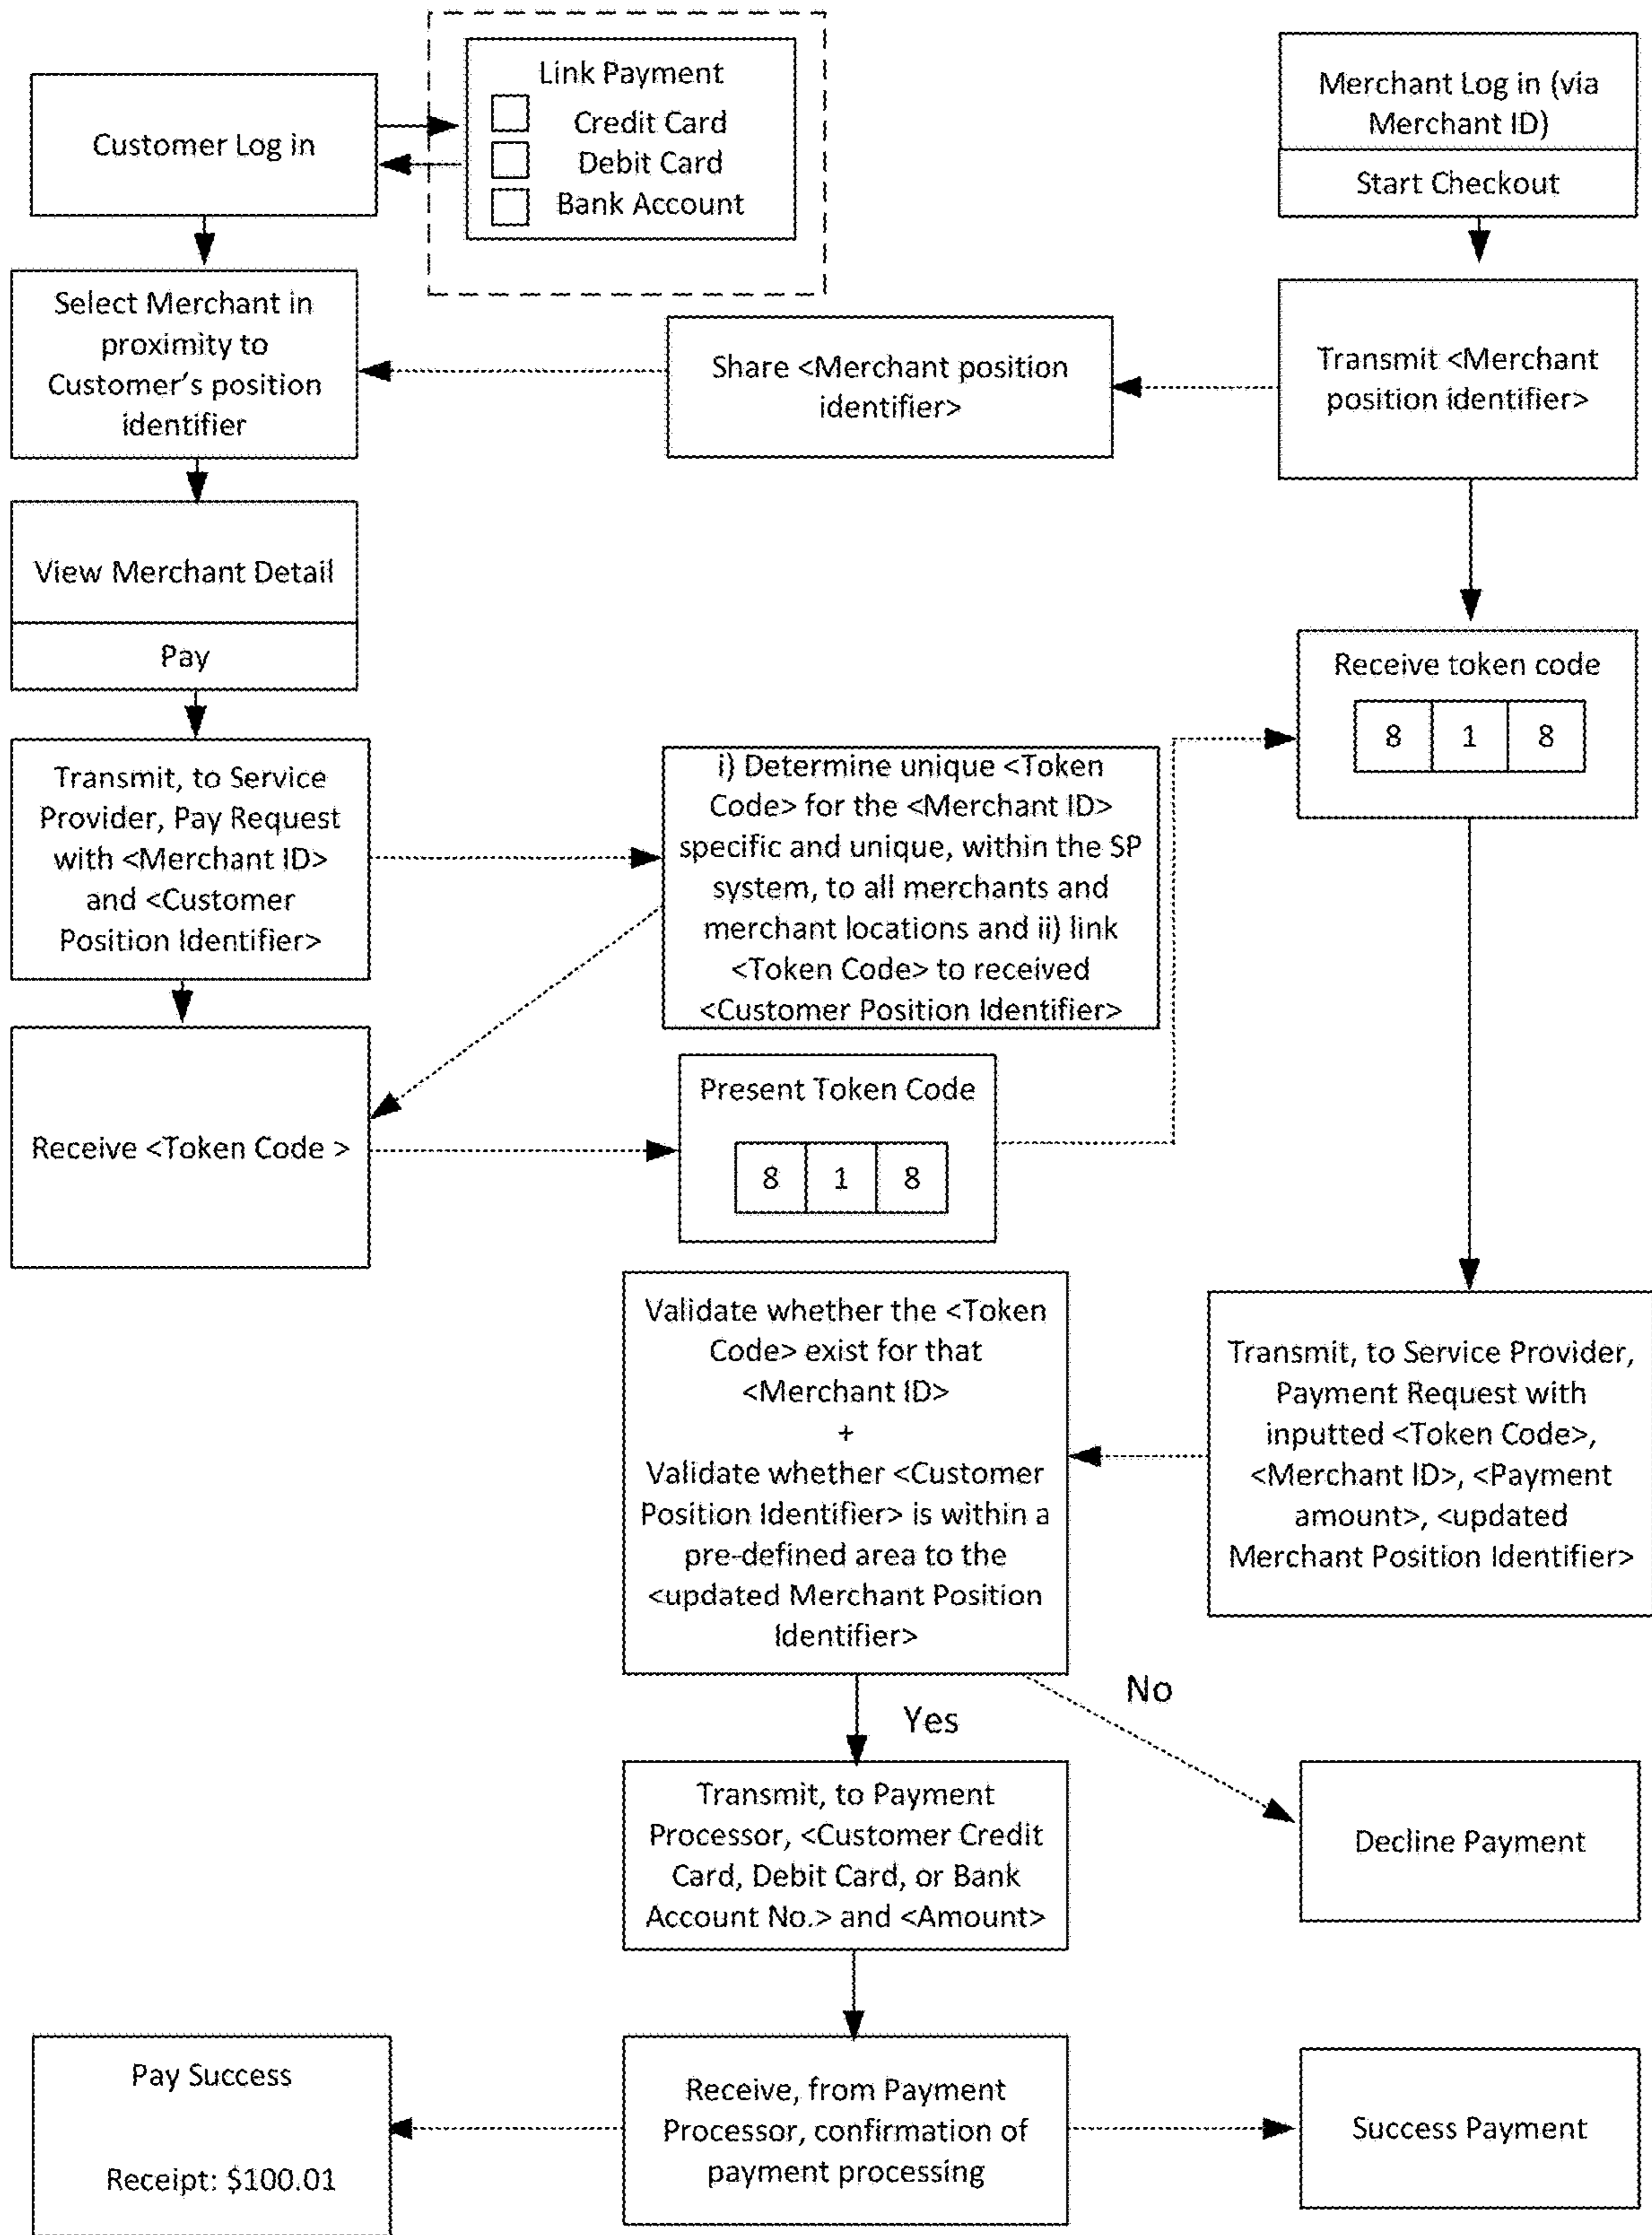 Customer Log in
Link Payment
Credit Card
Debit Card
Bank Account
Merchant Log in (via
Merchant ID)
Start Checkout
Select Merchant in
proximity to
Customer's position
identifier
Share <Merchant position
identifier>
Transmit <Merchant
position identifier>
View Merchant Detail
Pay
Receive token code
8 1 8
Transmit, to Service
Provider, Pay Request
with <Merchant ID>
and <Customer
Position Identifier>
i) Determine unique <Token
Code> for the <Merchant ID>
specific and unique, within the SP
system, to all merchants and
merchant locations and ii) link
<Token Code> to received
<Customer Position Identifier>
Receive <Token Code >
Present Token Code
8 1 8
Validate whether the <Token
Code> exist for that
<Merchant ID>
+
Validate whether <Customer
Position Identifier> is within a
pre-defined area to the
<updated Merchant Position
Identifier>
Transmit, to Service Provider,
Payment Request with
inputted <Token Code>,
<Merchant ID>, <Payment
amount>, <updated
Merchant Position Identifier>
Yes
No
Transmit, to Payment
Processor, <Customer Credit
Card, Debit Card, or Bank
Account No.> and <Amount>
Decline Payment
Pay Success
Receipt: $100.01
Receive, from Payment
Processor, confirmation of
payment processing
Success Payment